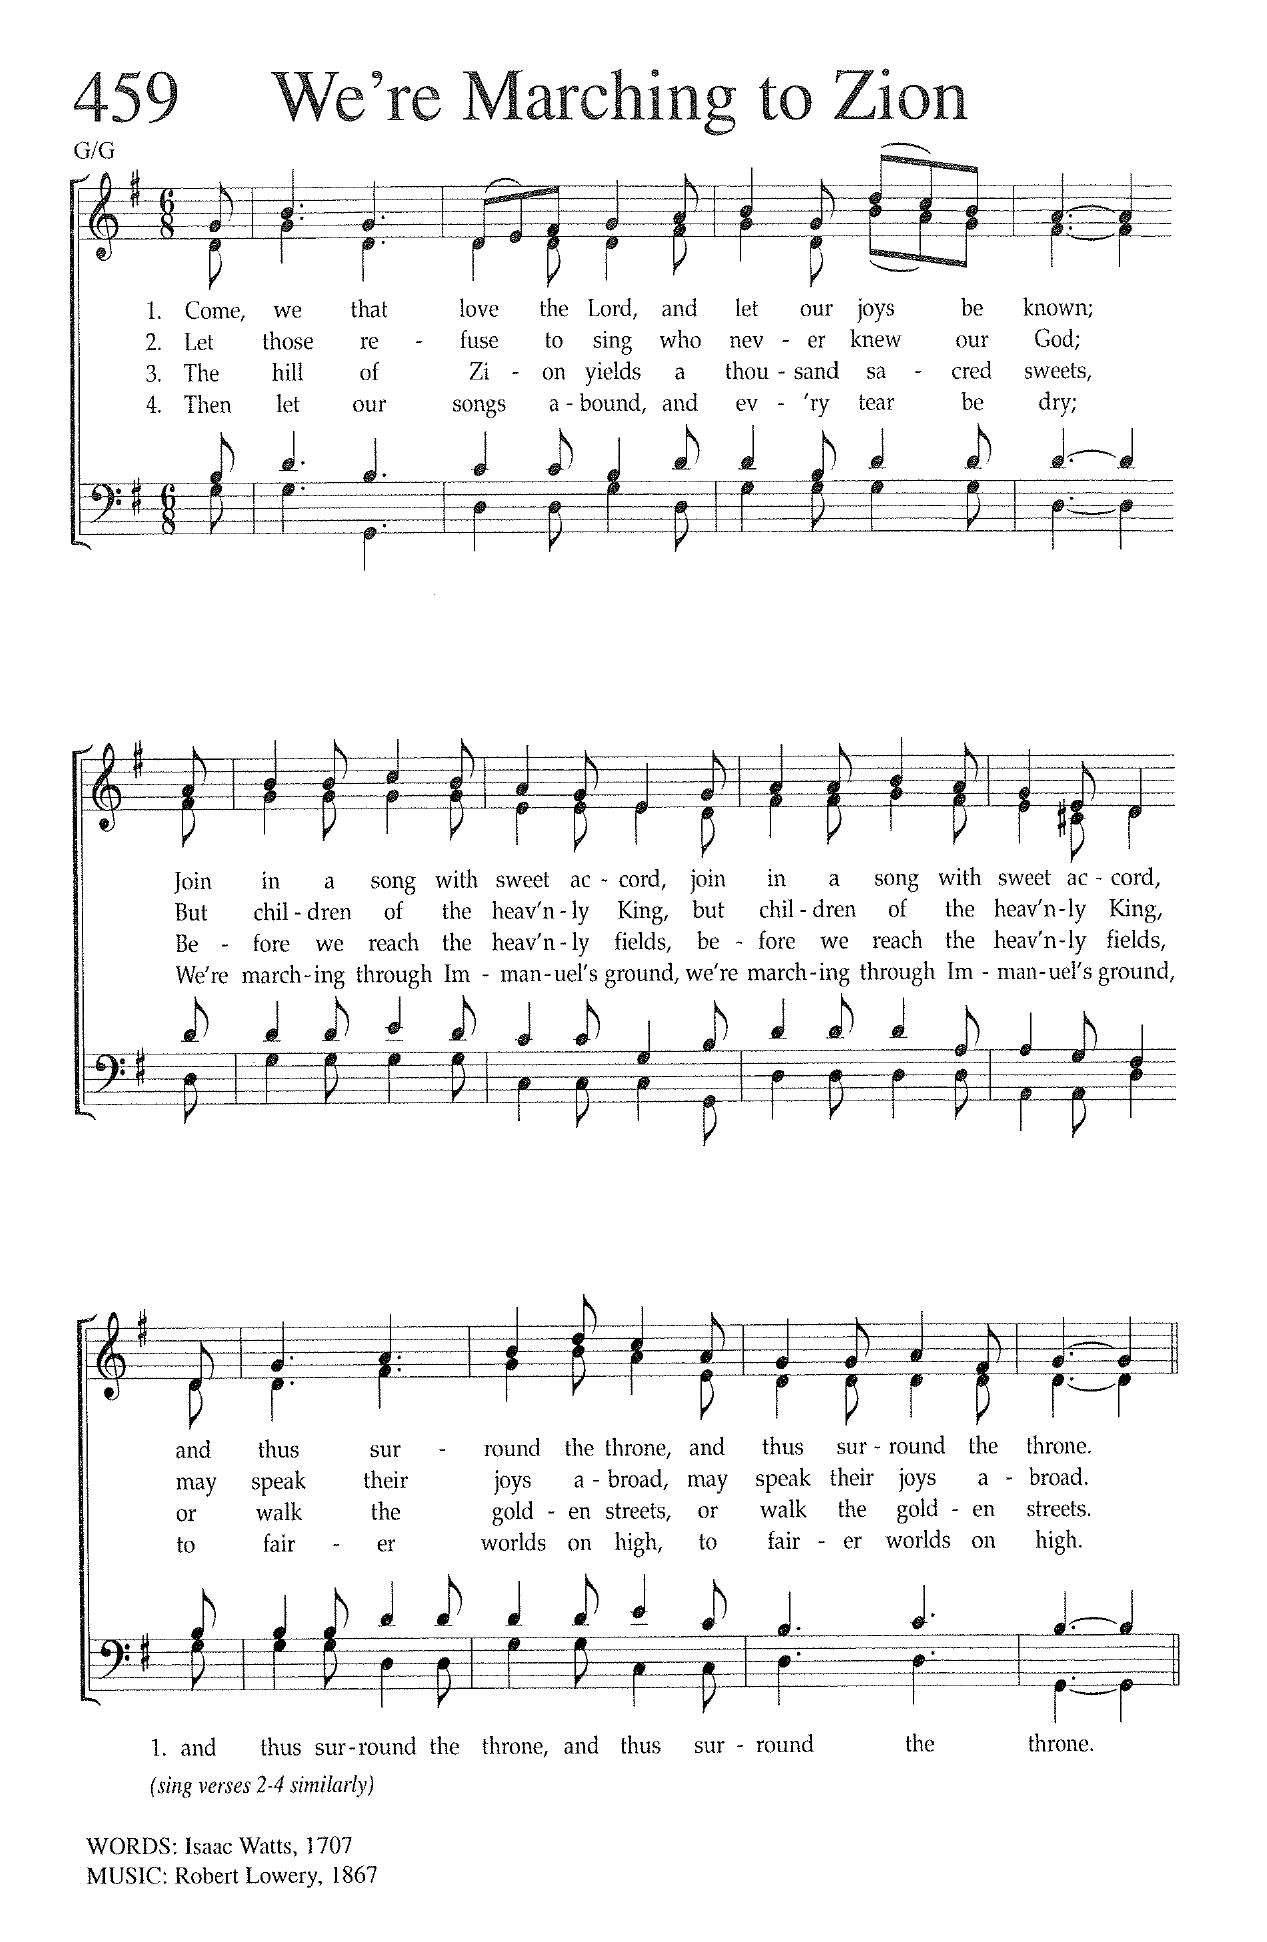 459 We're Marching to Zion
G/G
1. Come, we that love the Lord, and let our joys be known;
2. Let those re - fuse to sing who nev - er knew our God;
3. The hill of Zi - on yields a thou - sand sa - cred sweets,
4. Then let our songs a - bound, and ev - 'ry tear be dry;
Join in a song with sweet ac - cord, join in a song with sweet ac - cord,
But chil - dren of the heav'n - ly King, but chil - dren of the heav'n - ly King,
Be - fore we reach the heav'n - ly fields, be - fore we reach the heav'n - ly fields,
We're march - ing through Im - man - uel's ground, we're march - ing through Im - man - uel's ground,
and thus sur - round the throne, and thus sur - round the throne.
may speak their joys a - broad, may speak their joys a - broad.
or walk the gold - en streets, or walk the gold - en streets.
to fair - er worlds on high, to fair - er worlds on high.
1. and thus sur - round the throne, and thus sur - round the throne.
(sing verses 2-4 similarly)
WORDS: Isaac Watts, 1707
MUSIC: Robert Lowery, 1867